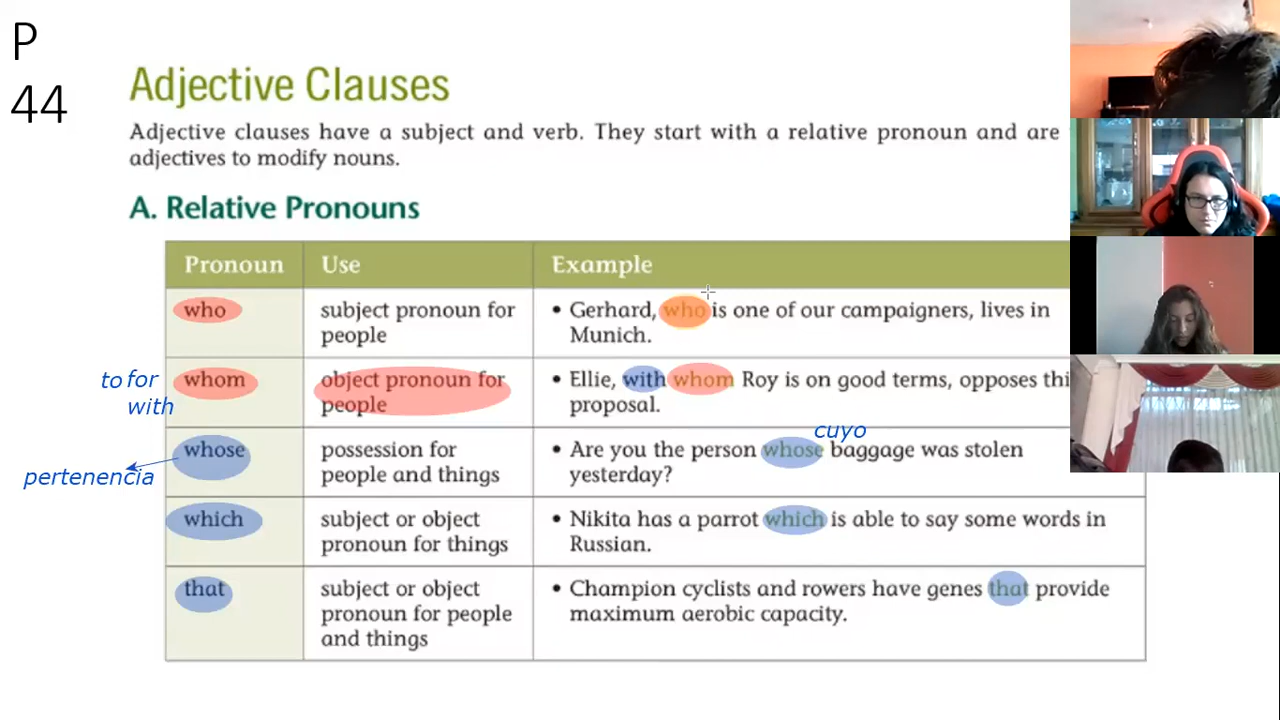 P
44
Adjective Clauses
Adjective clauses have a subject and verb. They start with a relative pronoun and are
adjectives to modify nouns.
A. Relative Pronouns
Pronoun Use Example
who subject pronoun for • Gerhard, who is one of our campaigners, lives in
people Munich.
to for whom object pronoun for • Ellie, with whom Roy is on good terms, opposes thi
with people proposal.
cuyo
whose possession for • Are you the person whose baggage was stolen
pertenencia people and things yesterday?
which subject or object • Nikita has a parrot which is able to say some words in
pronoun for things Russian.
that subject or object • Champion cyclists and rowers have genes that provide
pronoun for people maximum aerobic capacity.
and things